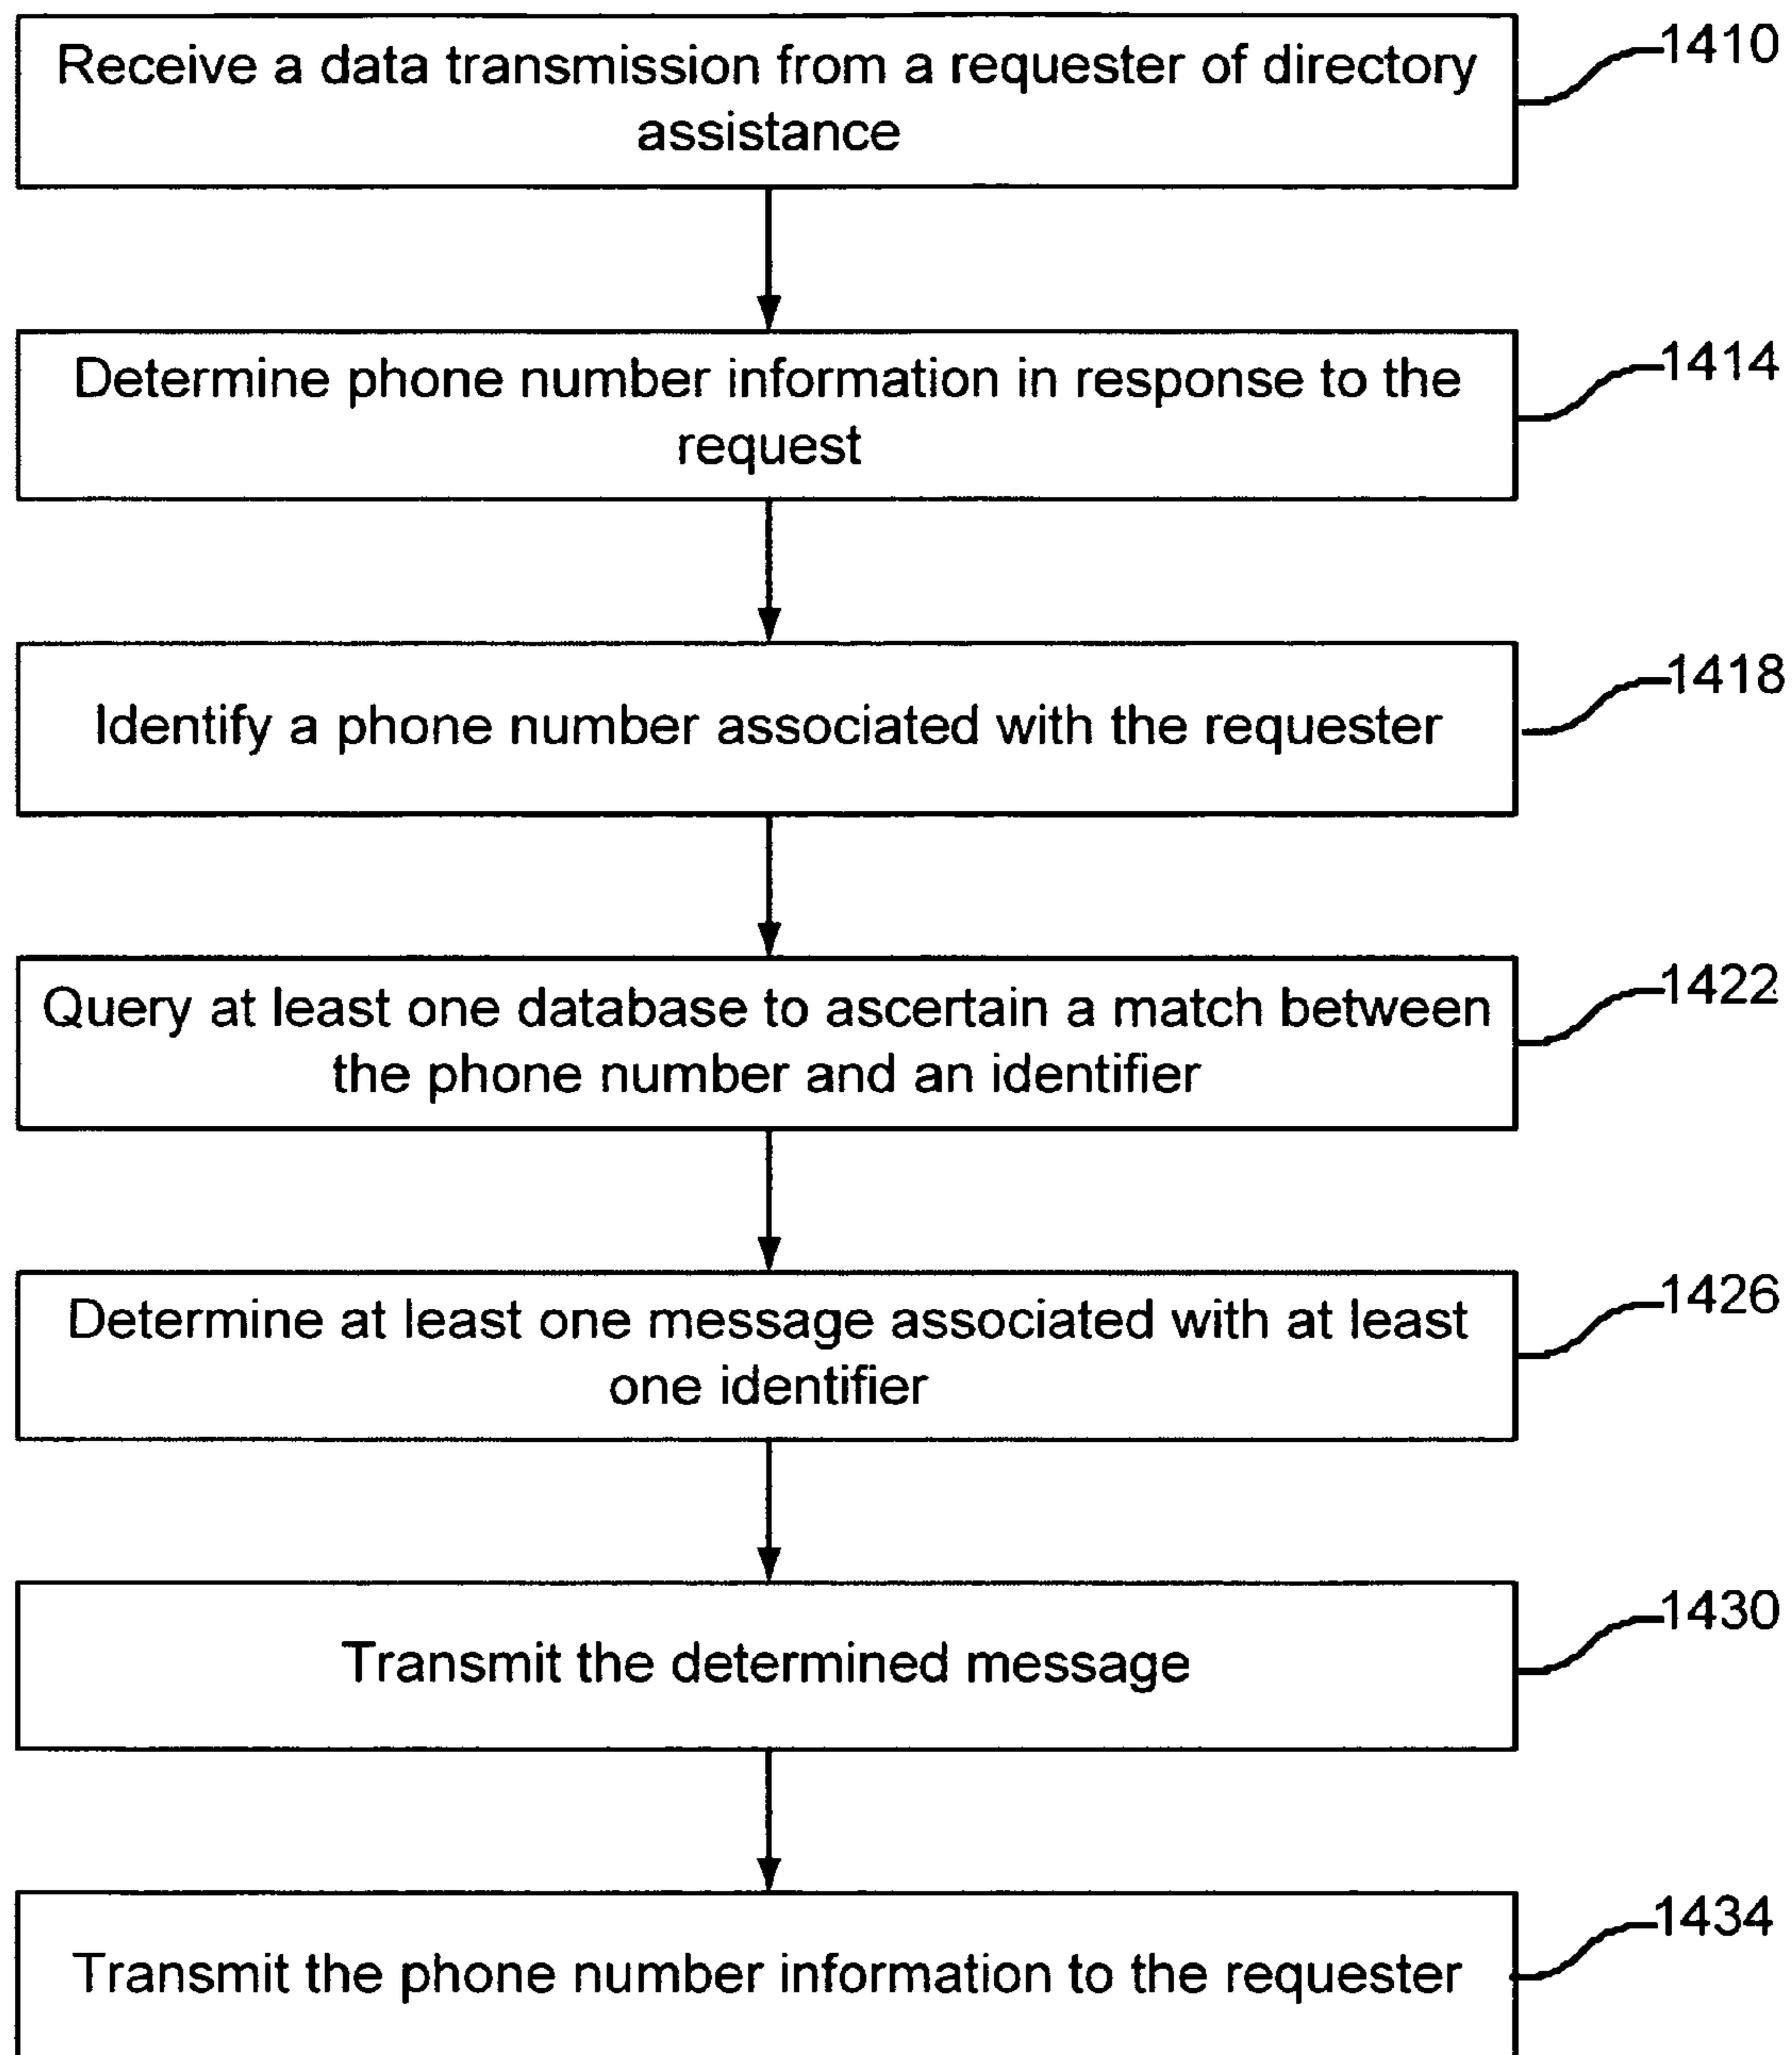 Receive a data transmission from a requester of directory
assistance
1410
Determine phone number information in response to the
request
1414
Identify a phone number associated with the requester
1418
Query at least one database to ascertain a match between
the phone number and an identifier
1422
Determine at least one message associated with at least
one identifier
1426
Transmit the determined message
1430
Transmit the phone number information to the requester
1434